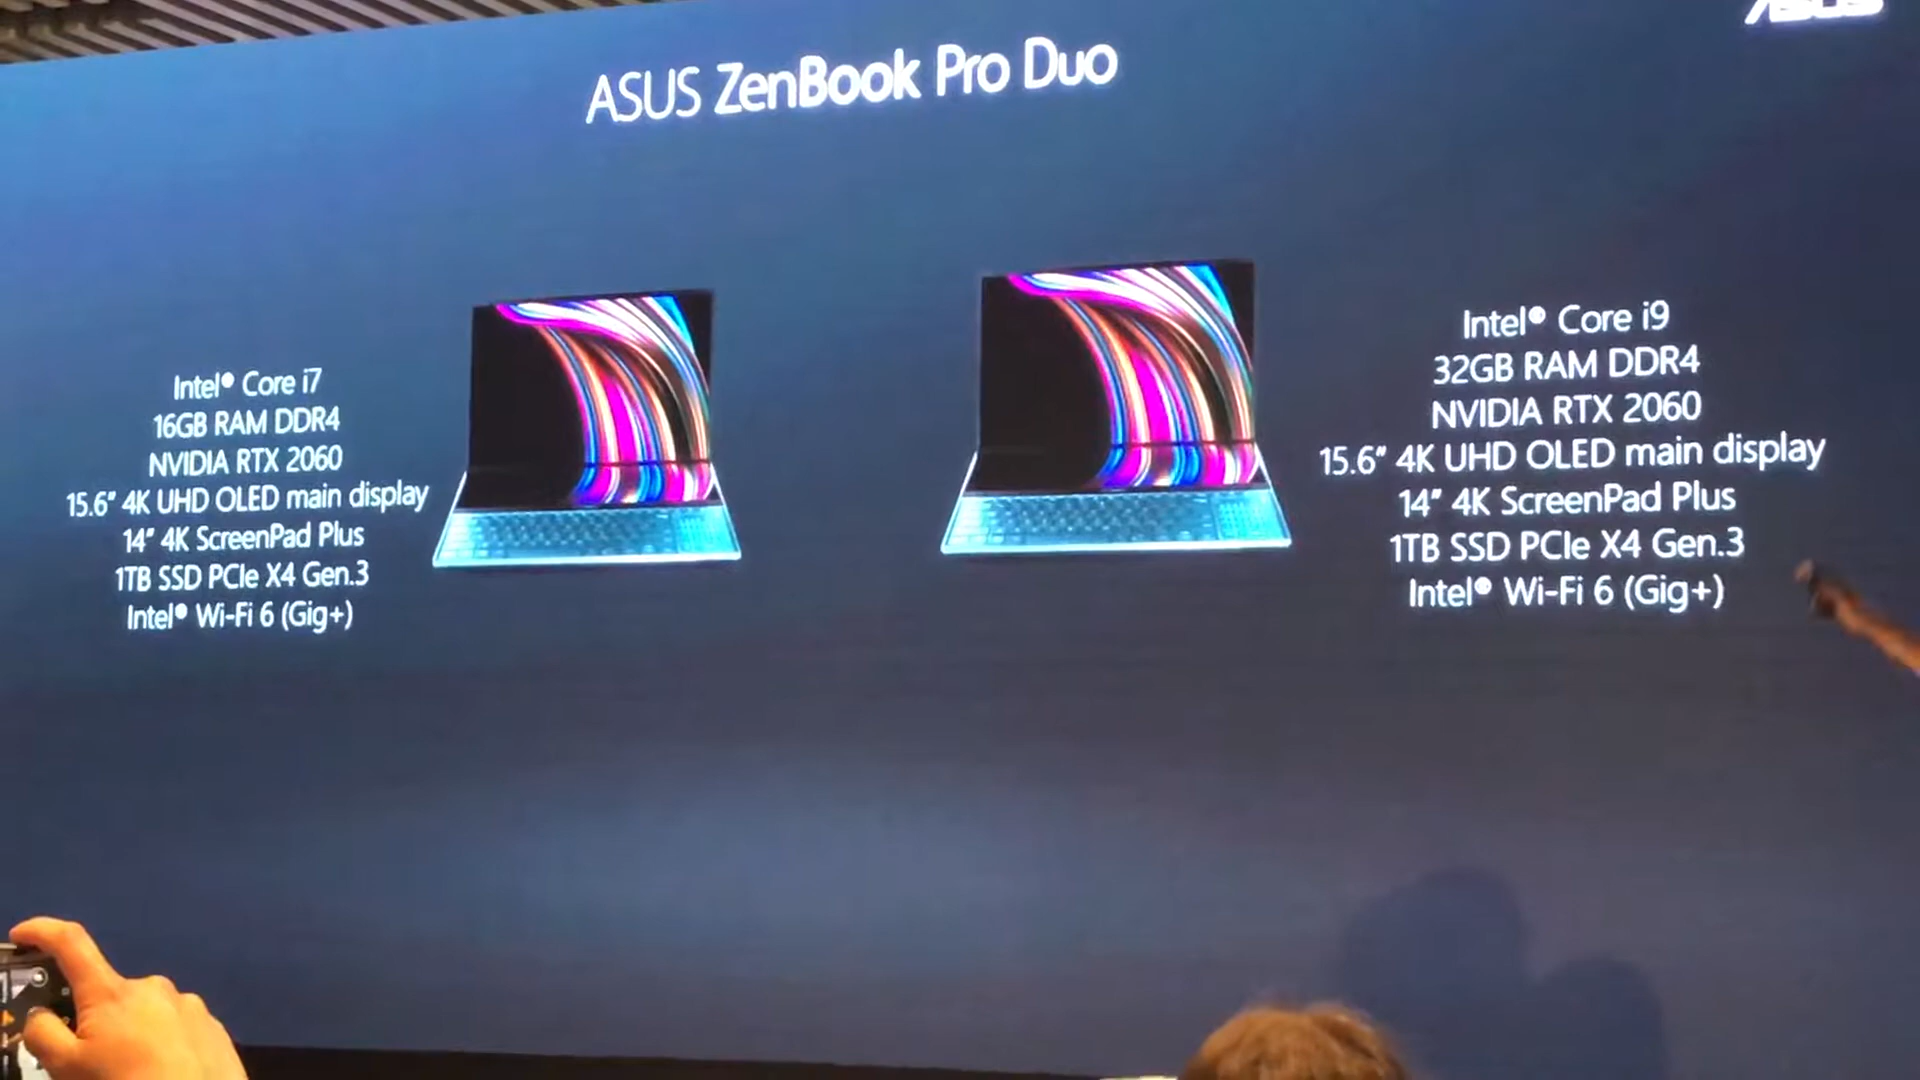 ASUS
ASUS ZenBook Pro Duo
Intel® Core i7
16GB RAM DDR4
NVIDIA RTX 2060
15.6” 4K UHD OLED main display
14” 4K ScreenPad Plus
1TB SSD PCIe X4 Gen.3
Intel® Wi-Fi 6 (Gig+)
Intel® Core i9
32GB RAM DDR4
NVIDIA RTX 2060
15.6” 4K UHD OLED main display
14” 4K ScreenPad Plus
1TB SSD PCIe X4 Gen.3
Intel® Wi-Fi 6 (Gig+)